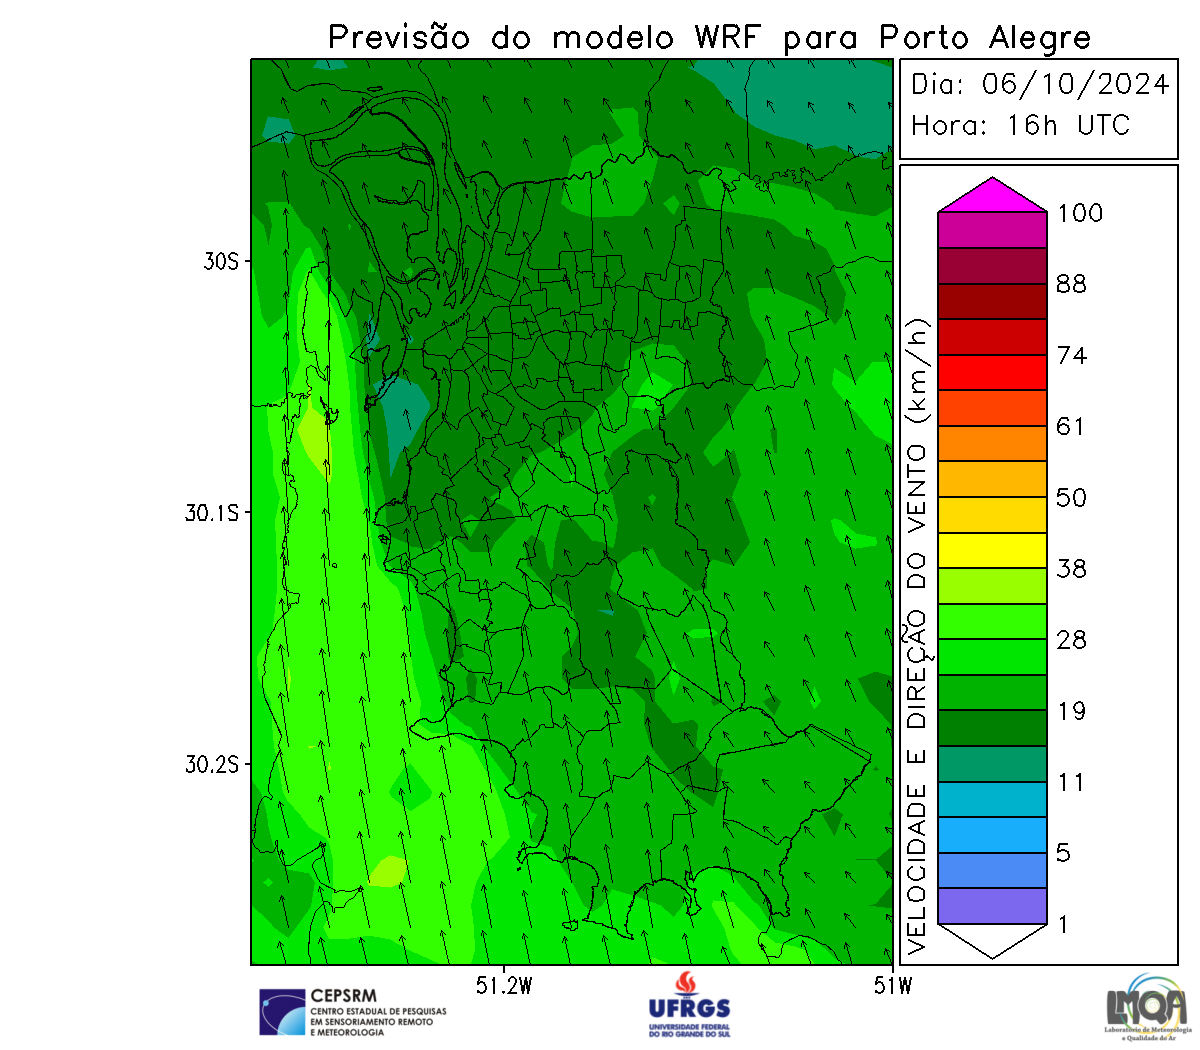 Previsão do modelo WRF para Porto Alegre
Dia: 06/10/2024
Hora: 16h UTC
30S
30.1S
30.2S
51.2W
51W
VELOCIDADE E DIREÇÃO DO VENTO (km/h)
100
88
74
61
50
38
28
19
11
5
1
CEPSRM
CENTRO ESTADUAL DE PESQUISAS
EM SENSORIAMENTO REMOTO
E METEOROLOGIA
UFRGS
UNIVERSIDADE FEDERAL
DO RIO GRANDE DO SUL
LMQA
Laboratório de Meteorologia
e Qualidade do Ar